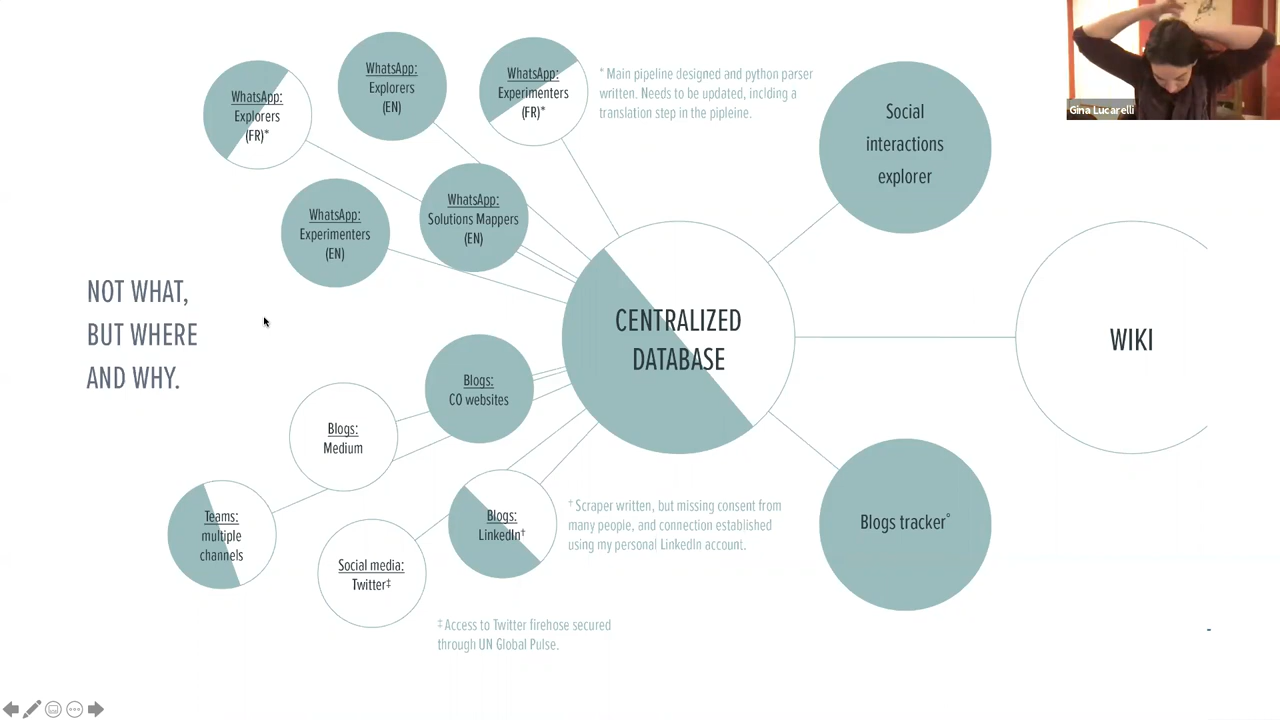 WhatsApp:
Explorers
(FR)*
WhatsApp:
Explorers
(EN)
WhatsApp:
Experimenters
(FR)*
* Main pipeline designed and python parser
written. Needs to be updated, inclding a
translation step in the pipleine.
Social
interactions
explorer
Gina Lucarelli
WhatsApp:
Experimenters
(EN)
WhatsApp:
Solutions Mappers
(EN)
NOT WHAT,
BUT WHERE
AND WHY.
CENTRALIZED
DATABASE
WIKI
Blogs:
CO websites
Blogs:
Medium
Teams:
multiple
channels
Social media:
Twitter‡
Blogs:
LinkedIn†
† Scraper written, but missing consent from
many people, and connection established
using my personal LinkedIn account.
Blogs tracker°
‡ Access to Twitter firehose secured
through UN Global Pulse.